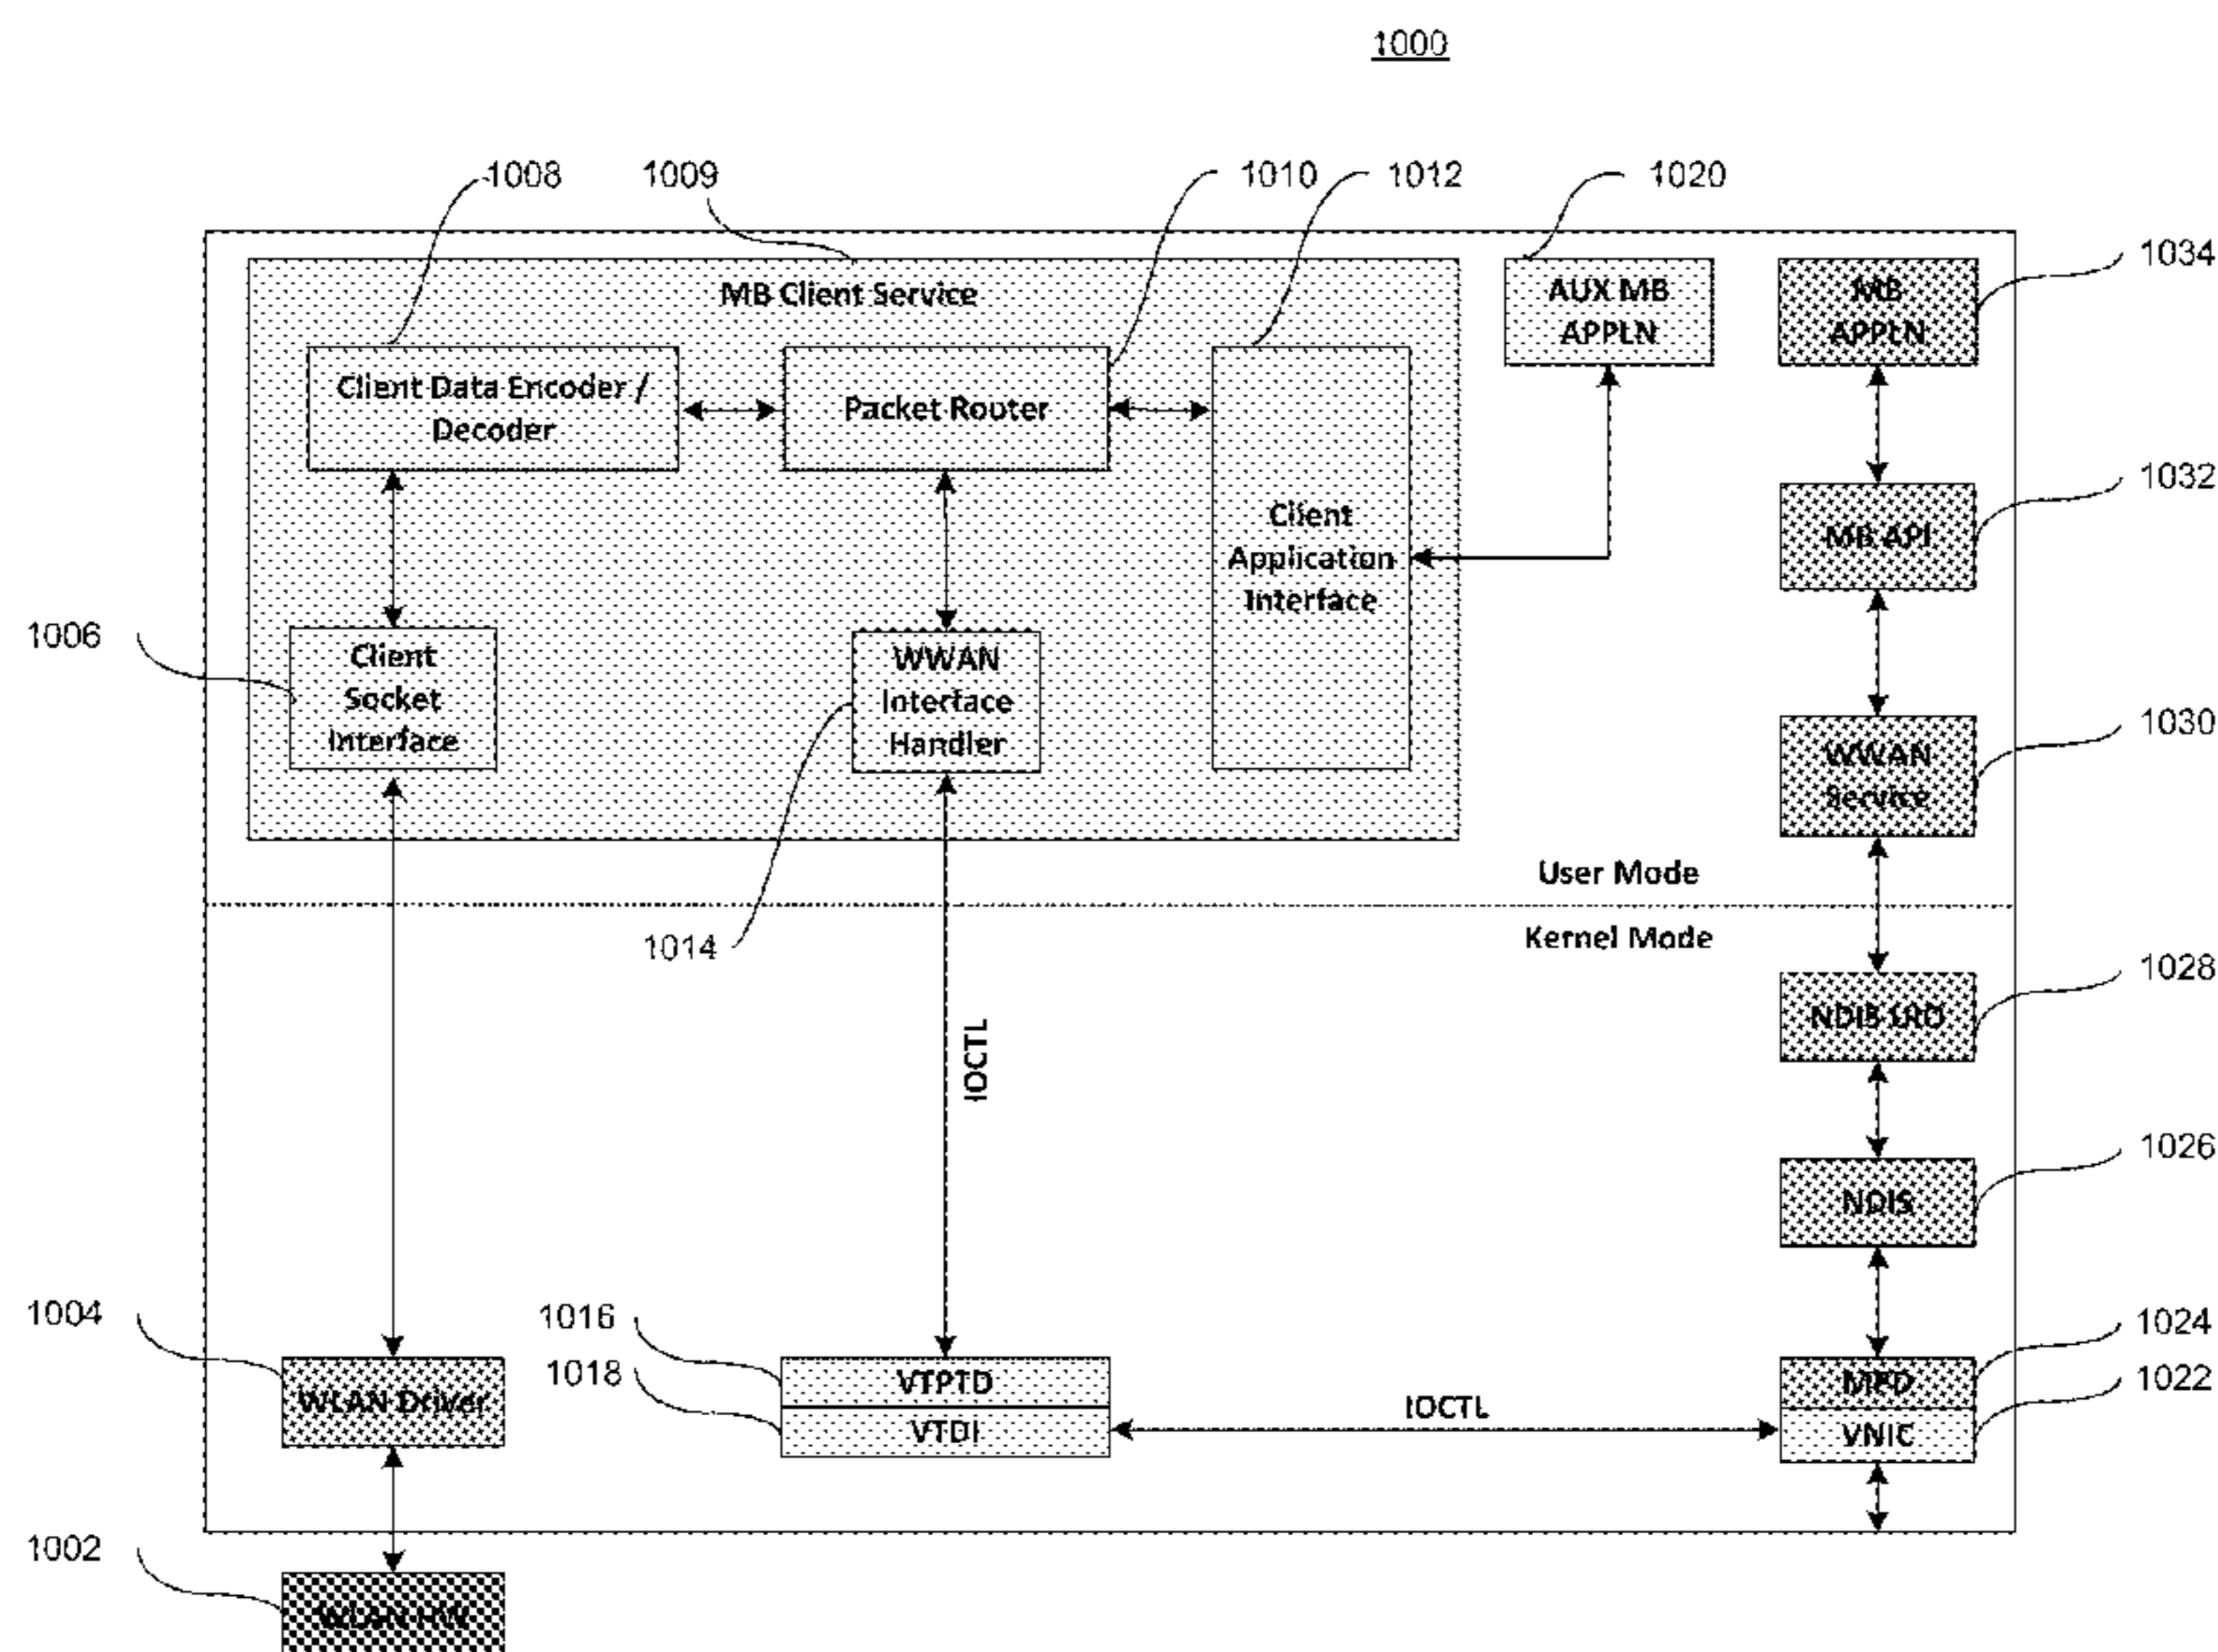 1000
1008
1009
1010
1012
1020
1034
MB Client Service
AUX MB
APPLN
MB
APPLN
Client Data Encoder /
Decoder
Packet Router
1032
Client
Application
Interface
MB API
1006
Client
Socket
Interface
WWAN
Interface
Handler
1030
WWAN
Service
User Mode
Kernel Mode
1014
1028
NDIS UIO
IOCTL
1026
NDIS
1004
1016
1018
1024
1022
WLAN Driver
VTPTD
VTDI
IOCTL
MPD
VNIC
1002
WLAN HW